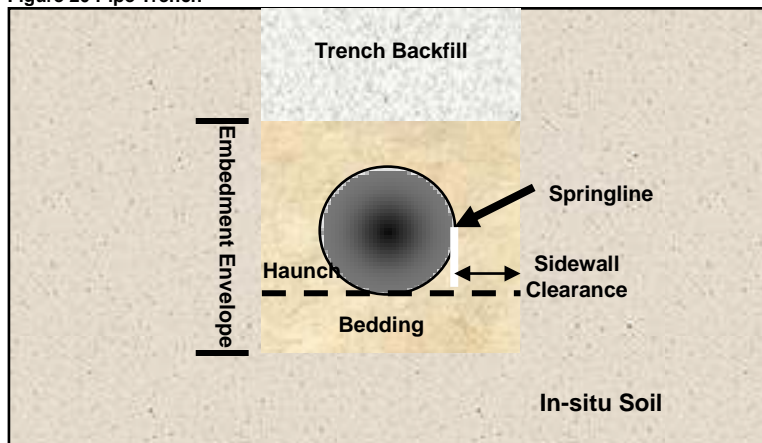 Figure 20 Pipe Trench
Trench Backfill
Embedment Envelope
Springline
Haunch
Sidewall
Clearance
Bedding
In-situ Soil